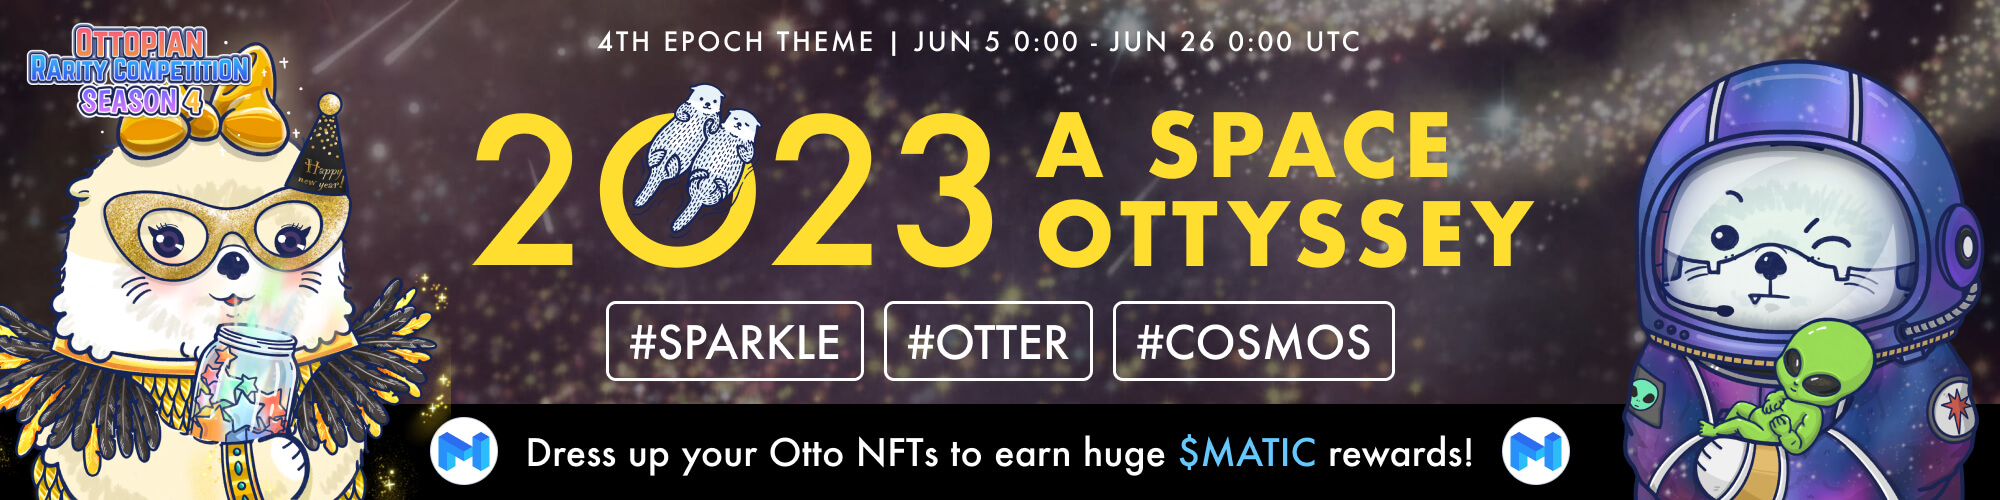 OTTOPIAN
RARITY COMPETITION
SEASON 4
4TH EPOCH THEME | JUN 5 0:00 - JUN 26 0:00 UTC
Happy
new year!
2023
A SPACE
OTTYSSEY
#SPARKLE
#OTTER
#COSMOS
Dress up your Otto NFTs to earn huge $MATIC rewards!